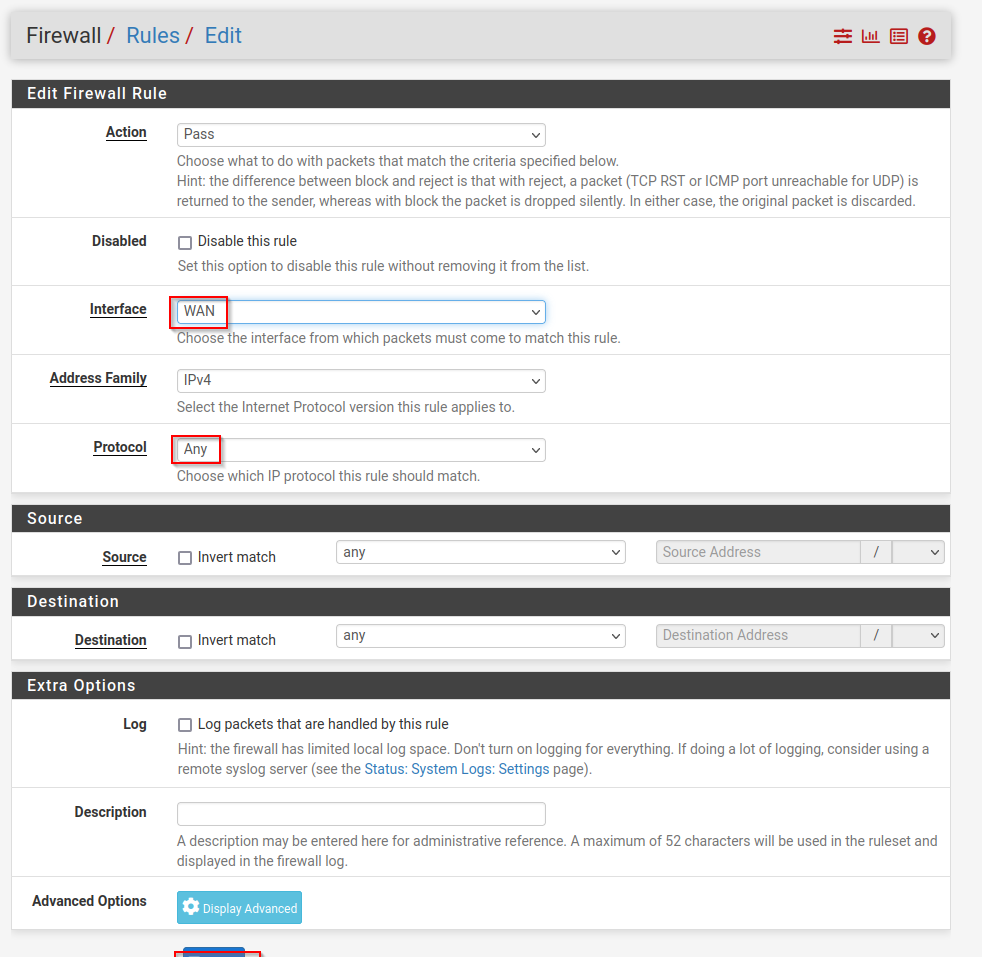 Firewall / Rules / Edit
Edit Firewall Rule
Action
Pass
Choose what to do with packets that match the criteria specified below.
Hint: the difference between block and reject is that with reject, a packet (TCP RST or ICMP port unreachable for UDP) is
returned to the sender, whereas with block the packet is dropped silently. In either case, the original packet is discarded.
Disabled
Disable this rule
Set this option to disable this rule without removing it from the list.
Interface
WAN
Choose the interface from which packets must come to match this rule.
Address Family
IPv4
Select the Internet Protocol version this rule applies to.
Protocol
Any
Choose which IP protocol this rule should match.
Source
Source
Invert match
any
Source Address
/
Destination
Destination
Invert match
any
Destination Address
/
Extra Options
Log
Log packets that are handled by this rule
Hint: the firewall has limited local log space. Don't turn on logging for everything. If doing a lot of logging, consider using a
remote syslog server (see the Status: System Logs: Settings page).
Description
A description may be entered here for administrative reference. A maximum of 52 characters will be used in the ruleset and
displayed in the firewall log.
Advanced Options
Display Advanced